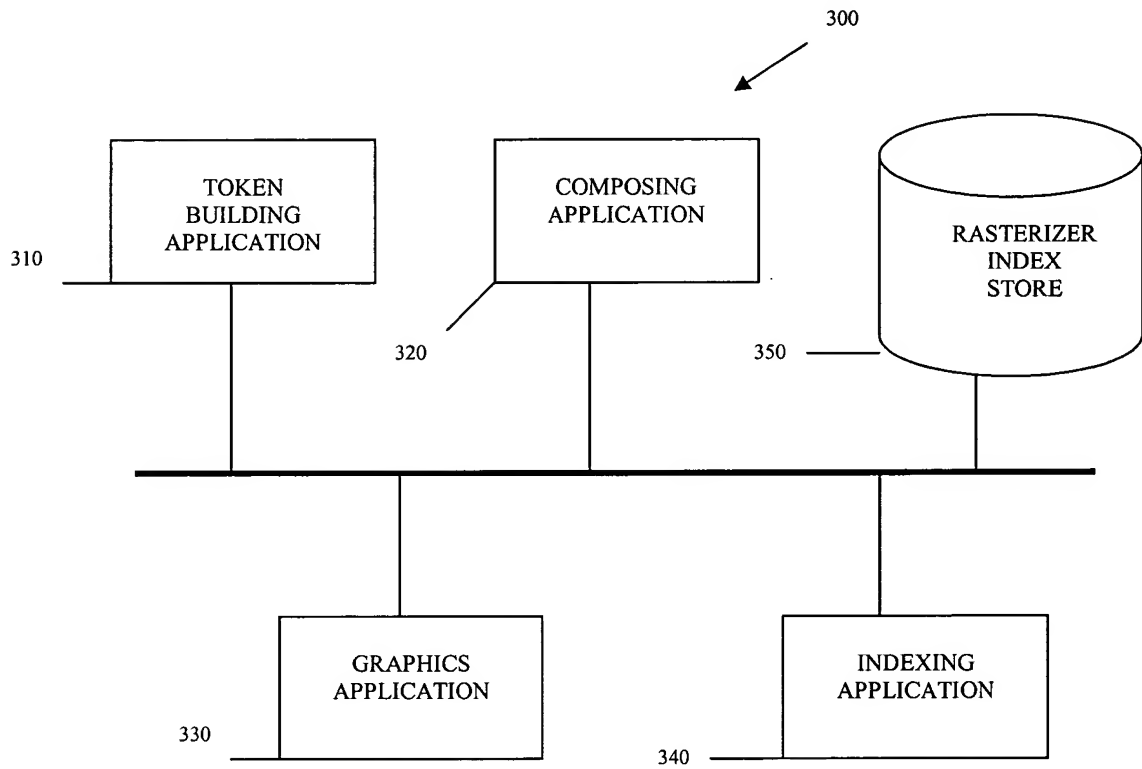 300
TOKEN
BUILDING
APPLICATION
COMPOSING
APPLICATION
RASTERIZER
INDEX
STORE
310
320
350
GRAPHICS
APPLICATION
INDEXING
APPLICATION
330
340